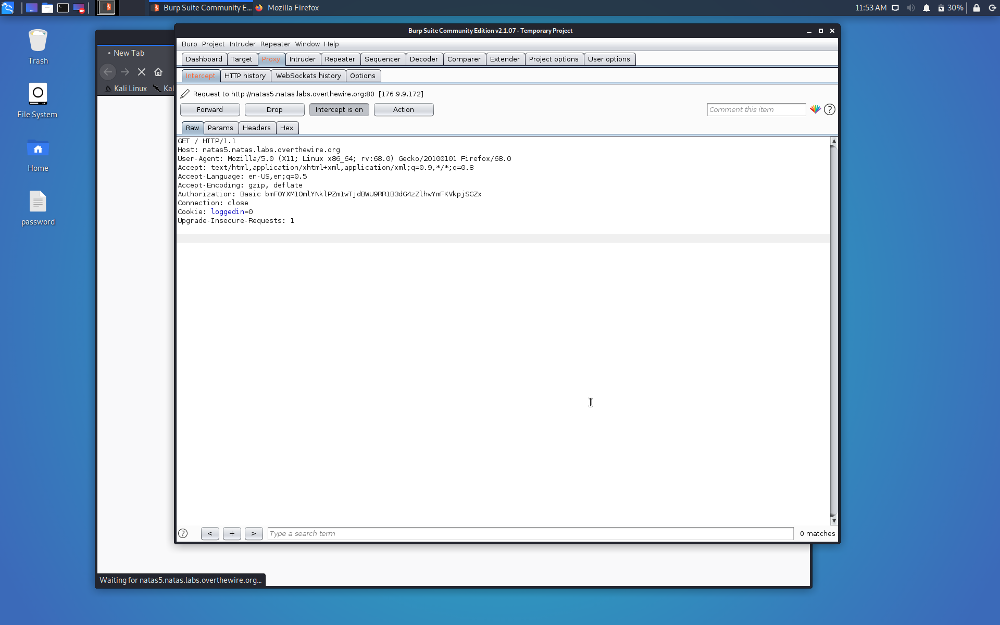 Burp Suite Community E...
Mozilla Firefox
11:53 AM
30%
Trash
File System
Home
password
New Tab
Kali Linux
Kal
Burp Suite Community Edition v2.1.07 - Temporary Project
Burp Project Intruder Repeater Window Help
Dashboard Target Proxy Intruder Repeater Sequencer Decoder Comparer Extender Project options User options
Intercept HTTP history WebSockets history Options
Request to http://natas5.natas.labs.overthewire.org:80 [176.9.9.172]
Forward Drop Intercept is on Action Comment this item ?
Raw Params Headers Hex
GET / HTTP/1.1
Host: natas5.natas.labs.overthewire.org
User-Agent: Mozilla/5.0 (X11; Linux x86_64; rv:68.0) Gecko/20100101 Firefox/68.0
Accept: text/html,application/xhtml+xml,application/xml;q=0.9,*/*;q=0.8
Accept-Language: en-US,en;q=0.5
Accept-Encoding: gzip, deflate
Authorization: Basic bmF0YXM1OmlYNklPZm1wTjdBWU9RR1B3dG4zZlhwYmFKVkpjSGZx
Connection: close
Cookie: loggedin=0
Upgrade-Insecure-Requests: 1
? < + > Type a search term 0 matches
Waiting for natas5.natas.labs.overthewire.org...